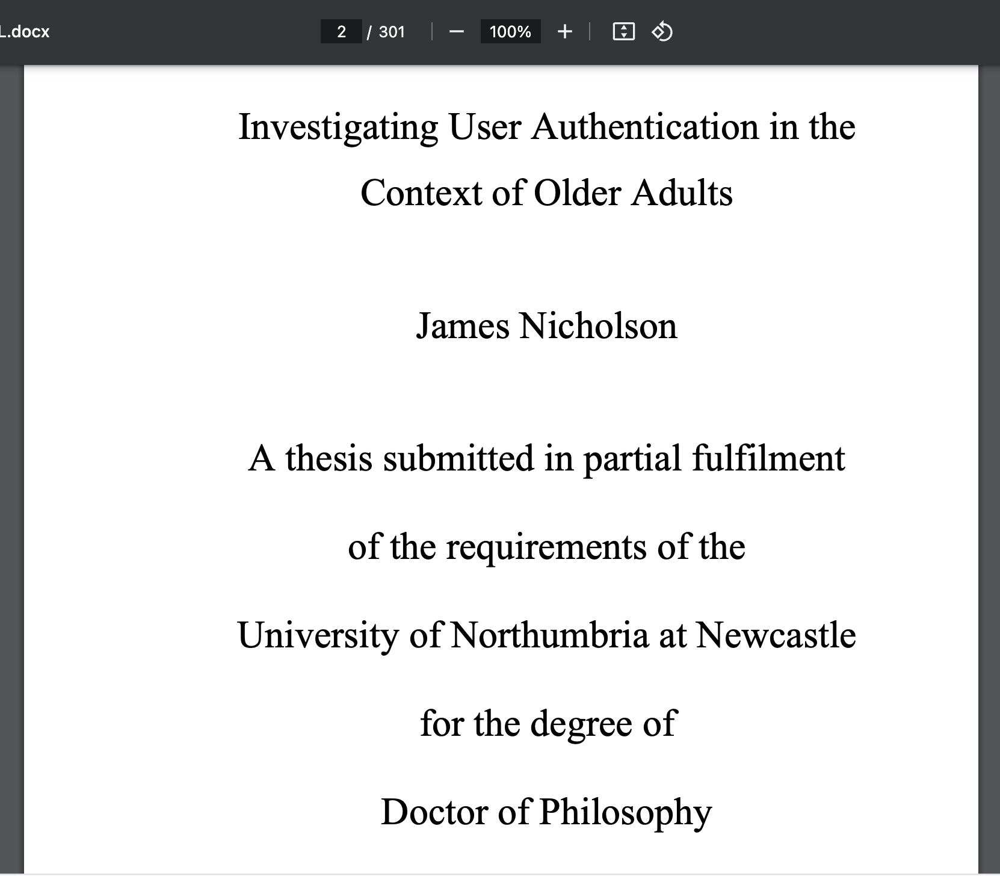 L.docx 2 / 301 — 100% +
Investigating User Authentication in the
Context of Older Adults
James Nicholson
A thesis submitted in partial fulfilment
of the requirements of the
University of Northumbria at Newcastle
for the degree of
Doctor of Philosophy